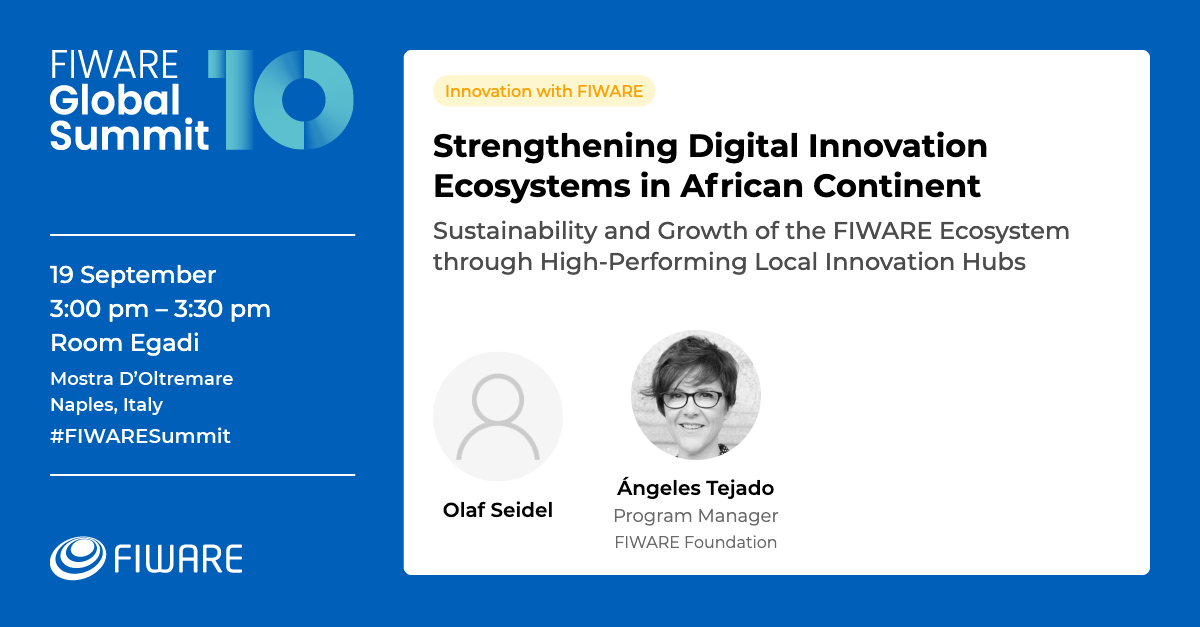 FIWARE
Global
Summit
10
19 September
3:00 pm – 3:30 pm
Room Egadi
Mostra D’Oltremare
Naples, Italy
#FIWARESummit
FIWARE
Innovation with FIWARE
Strengthening Digital Innovation
Ecosystems in African Continent
Sustainability and Growth of the FIWARE Ecosystem
through High-Performing Local Innovation Hubs
Olaf Seidel
Ángeles Tejado
Program Manager
FIWARE Foundation